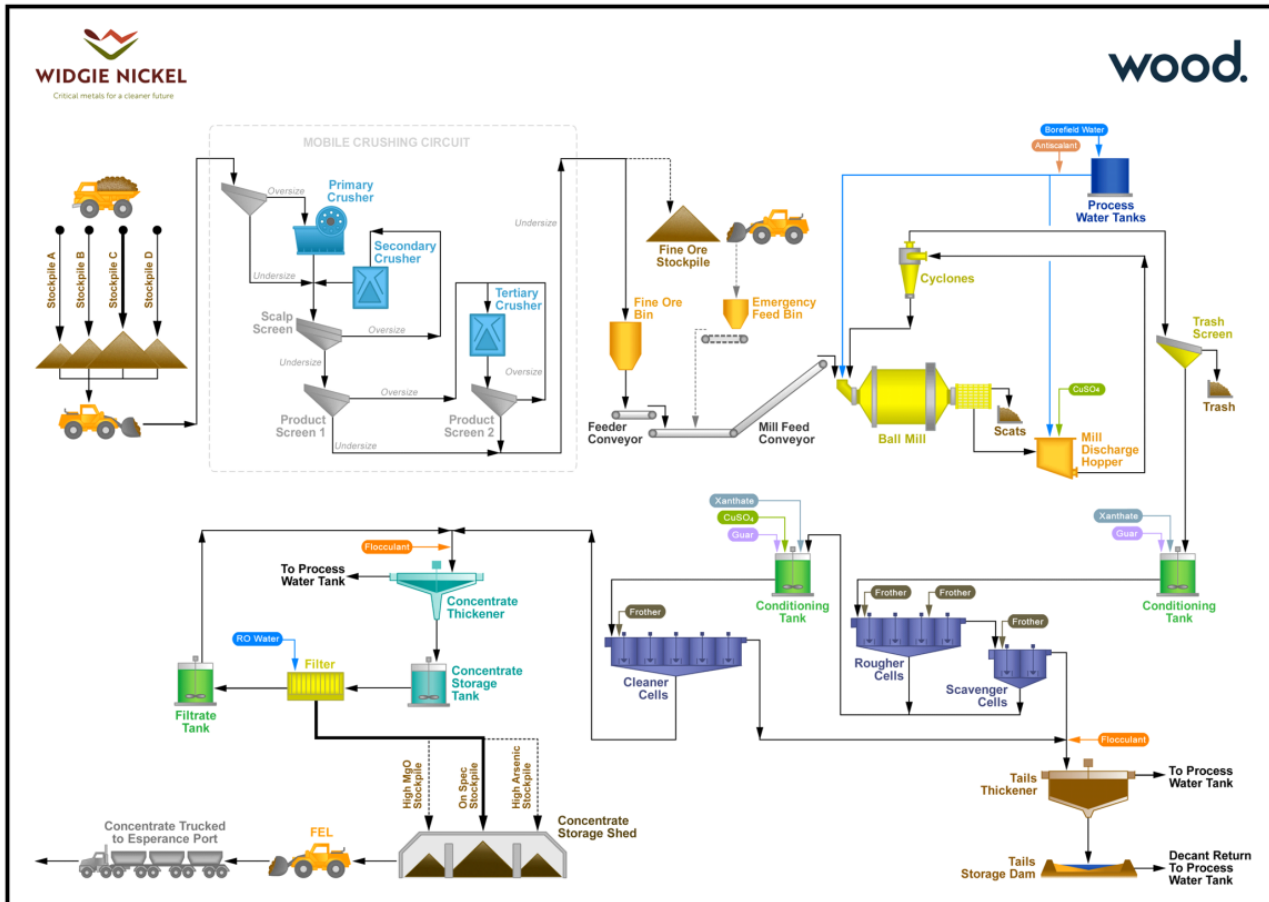 WIDGIE NICKEL
Critical metals for a cleaner future
wood.
MOBILE CRUSHING CIRCUIT
Borefield Water
Antiscalant
Process
Water Tanks
Oversize
Primary
Crusher
Undersize
Stockpile A
Stockpile B
Stockpile C
Stockpile D
Undersize
Secondary
Crusher
Fine Ore
Stockpile
Cyclones
Scalp
Screen
Oversize
Tertiary
Crusher
Fine Ore
Bin
Emergency
Feed Bin
Trash
Screen
Undersize
Oversize
Oversize
CuSO₄
Trash
Product
Screen 1
Product
Screen 2
Undersize
Feeder
Conveyor
Mill Feed
Conveyor
Ball Mill
Scats
Mill
Discharge
Hopper
Xanthate
CuSO₄
Guar
Xanthate
Guar
Flocculant
To Process
Water Tank
Concentrate
Thickener
Conditioning
Tank
Conditioning
Tank
Frother
Frother
Frother
Frother
RO Water
Filter
Concentrate
Storage
Tank
Cleaner
Cells
Rougher
Cells
Scavenger
Cells
Filtrate
Tank
Flocculant
High MgO
Stockpile
On Spec
Stockpile
High Arsenic
Stockpile
Tails
Thickener
To Process
Water Tank
Concentrate Trucked
to Esperance Port
FEL
Concentrate
Storage Shed
Tails
Storage Dam
Decant Return
To Process
Water Tank